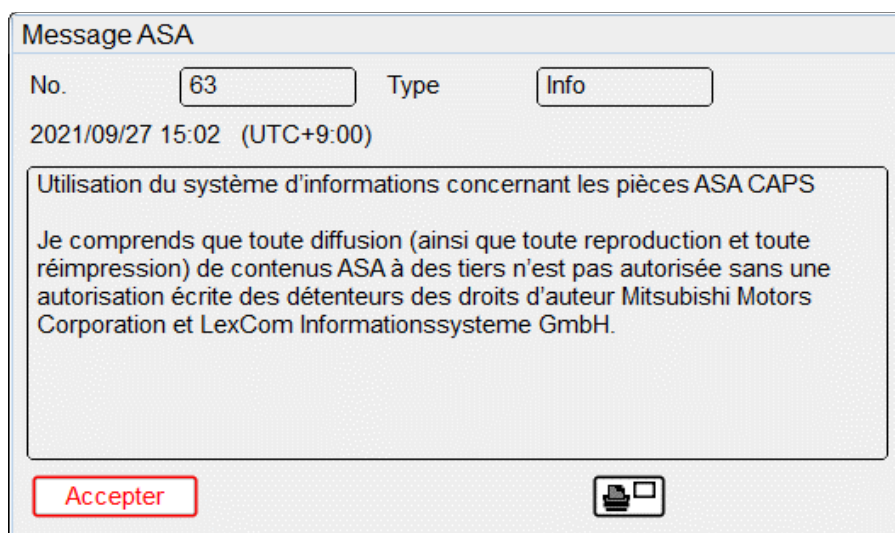 Message ASA
No. 63 Type Info
2021/09/27 15:02 (UTC+9:00)
Utilisation du système d’informations concernant les pièces ASA CAPS
Je comprends que toute diffusion (ainsi que toute reproduction et toute
réimpression) de contenus ASA à des tiers n’est pas autorisée sans une
autorisation écrite des détenteurs des droits d’auteur Mitsubishi Motors
Corporation et LexCom Informationssysteme GmbH.
Accepter